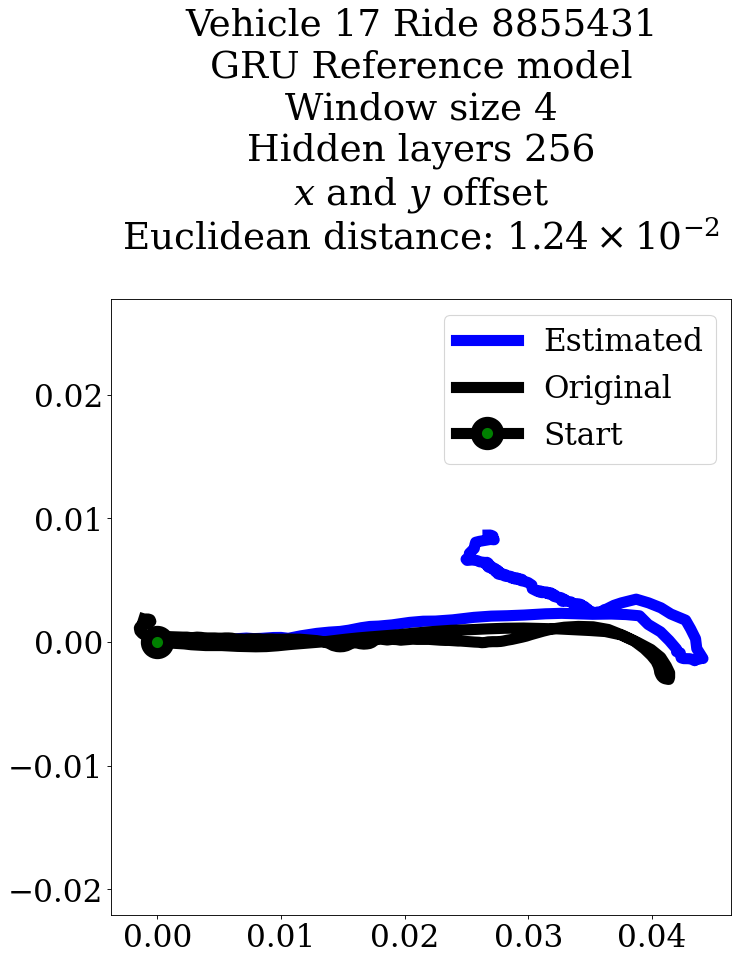 Vehicle 17 Ride 8855431
GRU Reference model
Window size 4
Hidden layers 256
x and y offset
Euclidean distance: 1.24 × 10⁻²
Estimated
Original
Start
0.02
0.01
0.00
−0.01
−0.02
0.00 0.01 0.02 0.03 0.04